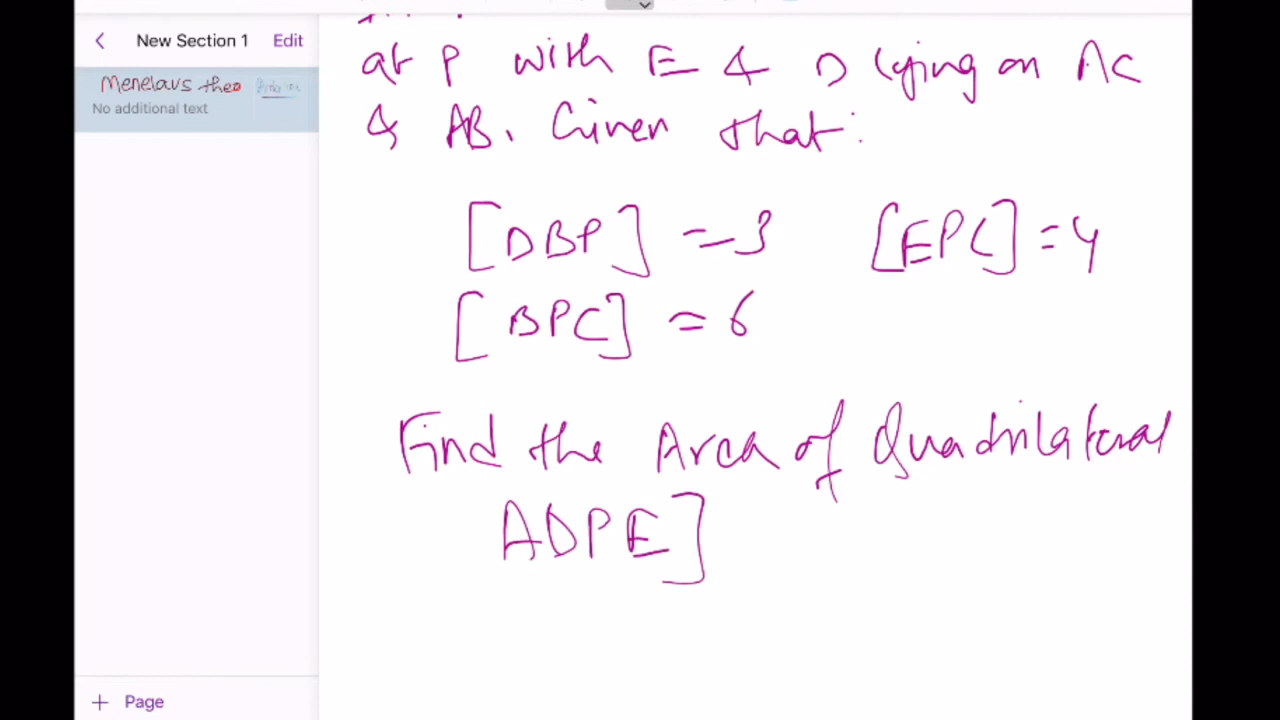 New Section 1
Edit
Menelaus theo
No additional text
at P with E & D lying on AC
& AB. Given that:
[DBP] = 3 [EPC] = 4
[BPC] = 6
Find the Area of Quadrilateral
ADPE]
+ Page